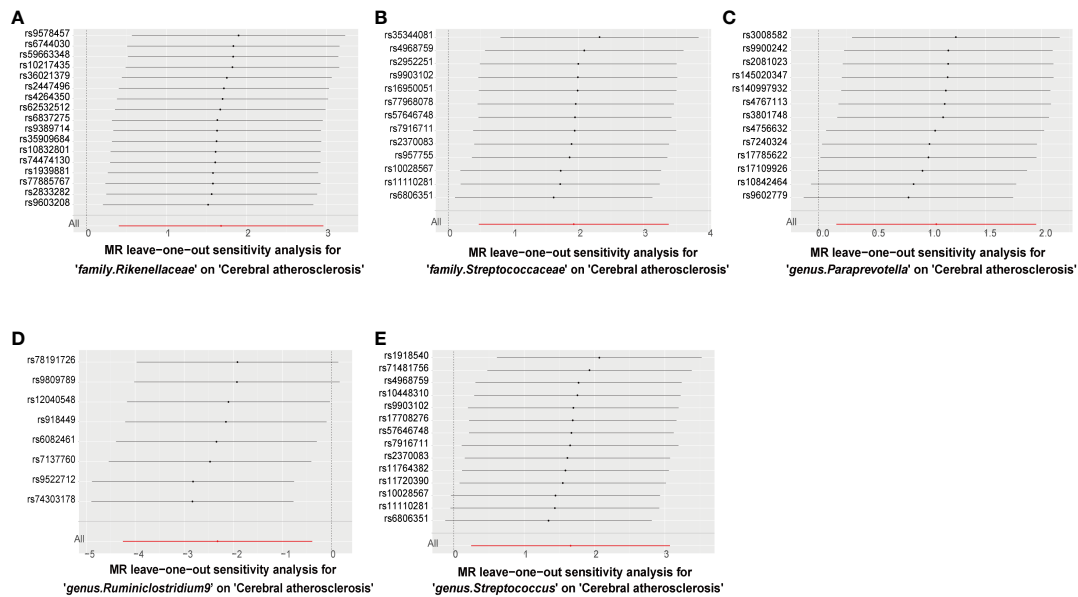 A
rs9578457
rs6744030
rs59663348
rs10217435
rs36021379
rs2447496
rs4264350
rs62532512
rs6837275
rs9389714
rs35909684
rs10832801
rs74474130
rs1939881
rs77885767
rs2833282
rs9603208
All
0 1 2 3
MR leave−one−out sensitivity analysis for
'family.Rikenellaceae' on 'Cerebral atherosclerosis'
B
rs35344081
rs4968759
rs2952251
rs9903102
rs16950051
rs77968078
rs57646748
rs7916711
rs2370083
rs957755
rs10028567
rs11110281
rs6806351
All
0 1 2 3 4
MR leave−one−out sensitivity analysis for
'family.Streptococcaceae' on 'Cerebral atherosclerosis'
C
rs3008582
rs9900242
rs2081023
rs145020347
rs140997932
rs4767113
rs3801748
rs4756632
rs7240324
rs17785622
rs17109926
rs10842464
rs9602779
All
0.0 0.5 1.0 1.5 2.0
MR leave−one−out sensitivity analysis for
'genus.Paraprevotella' on 'Cerebral atherosclerosis'
D
rs78191726
rs9809789
rs12040548
rs918449
rs6082461
rs7137760
rs9522712
rs74303178
All
−5 −4 −3 −2 −1 0
MR leave−one−out sensitivity analysis for
'genus.Ruminiclostridium9' on 'Cerebral atherosclerosis'
E
rs1918540
rs71481756
rs4968759
rs10448310
rs9903102
rs17708276
rs57646748
rs7916711
rs2370083
rs11764382
rs11720390
rs10028567
rs11110281
rs6806351
All
0 1 2 3
MR leave−one−out sensitivity analysis for
'genus.Streptococcus' on 'Cerebral atherosclerosis'